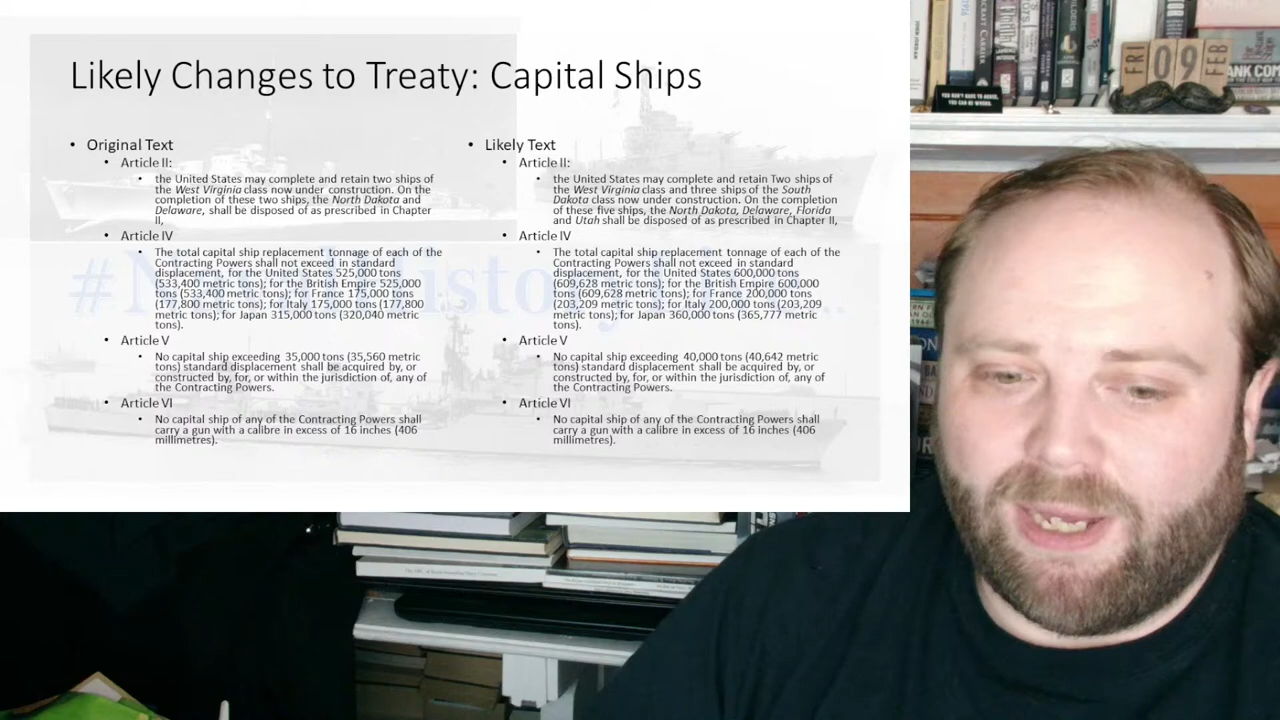 Likely Changes to Treaty: Capital Ships
• Original Text
• Article II:
• the United States may complete and retain two ships of
the West Virginia class now under construction. On the
completion of these two ships, the North Dakota and
Delaware, shall be disposed of as prescribed in Chapter
II,
• Article IV
• The total capital ship replacement tonnage of each of the
Contracting Powers shall not exceed in standard
displacement, for the United States 525,000 tons
(533,400 metric tons); for the British Empire 525,000
tons (533,400 metric tons); for France 175,000 tons
(177,800 metric tons); for Italy 175,000 tons (177,800
metric tons); for Japan 315,000 tons (320,040 metric
tons).
• Article V
• No capital ship exceeding 35,000 tons (35,560 metric
tons) standard displacement shall be acquired by, or
constructed by, for, or within the jurisdiction of, any of
the Contracting Powers.
• Article VI
• No capital ship of any of the Contracting Powers shall
carry a gun with a calibre in excess of 16 inches (406
millimetres).
• Likely Text
• Article II:
• the United States may complete and retain Two ships of
the West Virginia class and three ships of the South
Dakota class now under construction. On the completion
of these five ships, the North Dakota, Delaware, Florida
and Utah shall be disposed of as prescribed in Chapter II,
• Article IV
• The total capital ship replacement tonnage of each of the
Contracting Powers shall not exceed in standard
displacement, for the United States 600,000 tons
(609,628 metric tons); for the British Empire 600,000
tons (609,628 metric tons); for France 200,000 tons
(203,209 metric tons); for Italy 200,000 tons (203,209
metric tons); for Japan 360,000 tons (365,777 metric
tons).
• Article V
• No capital ship exceeding 40,000 tons (40,642 metric
tons) standard displacement shall be acquired by, or
constructed by, for, or within the jurisdiction of, any of
the Contracting Powers.
• Article VI
• No capital ship of any of the Contracting Powers shall
carry a gun with a calibre in excess of 16 inches (406
millimetres).
FRI 09 FEB
YOU DON'T HAVE TO AGREE,
YOU CAN BE WRONG.